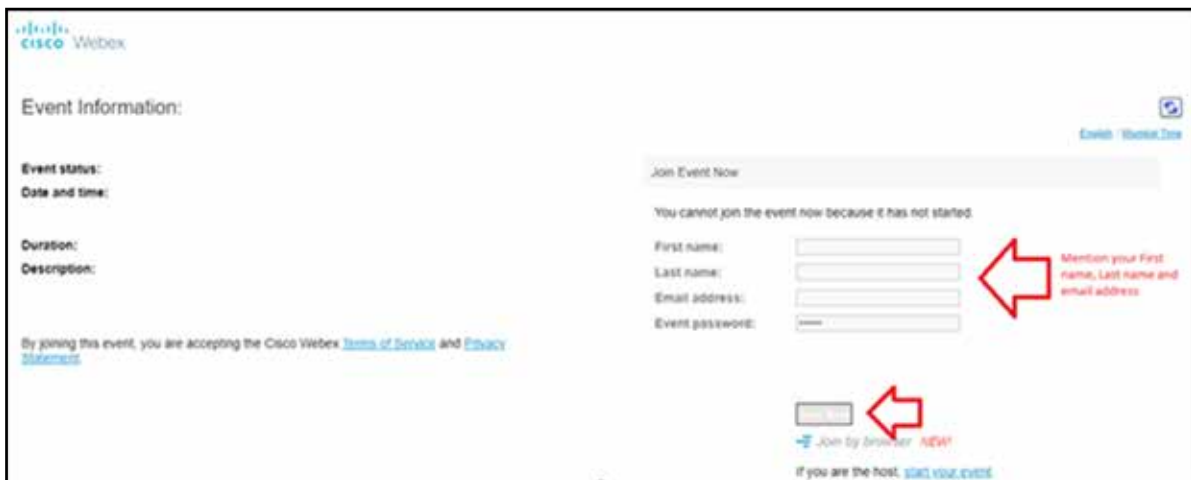 cisco Webex
Event Information:
English : Mumbai Time
Event status:
Date and time:
Duration:
Description:
By joining this event, you are accepting the Cisco Webex Terms of Service and Privacy
Statement.
Join Event Now
You cannot join the event now because it has not started.
First name:
Last name:
Email address:
Event password:
Mention your First
name, Last name and
email address
Join by browser NEW!
If you are the host, start your event.